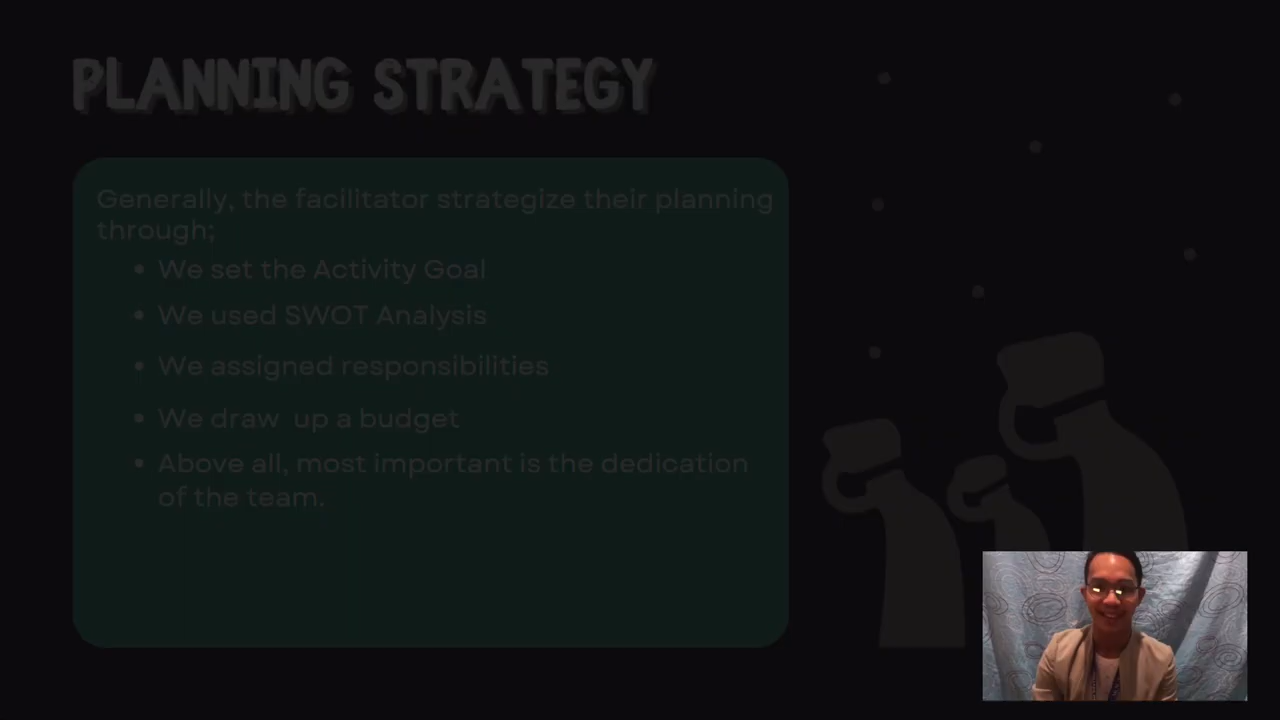 PLANNING STRATEGY
Generally, the facilitator strategize their planning
through;
• We set the Activity Goal
• We used SWOT Analysis
• We assigned responsibilities
• We draw  up a budget
• Above all, most important is the dedication
of the team.